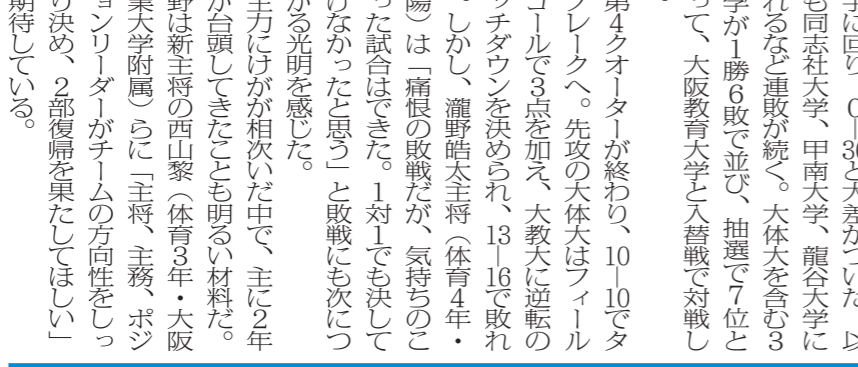 手に回り、0―30と大差がついた。以
も同志社大学、甲南大学、龍谷大学に
れるなど連敗が続く。大体大を含む3
学が1勝6敗で並び、抽選で7位と
って、大阪教育大学と入替戦で対戦し
。
第4クオーターが終わり、10―10でタ
ブレークへ。先攻の大体大はフィール
ゴールで3点を加え、大教大に逆転の
ッチダウンを決められ、13―16で敗れ
。しかし、瀧野皓太主将（体育4年・
陽）は「痛恨の敗戦だが、気持ちのこ
った試合はできた。1対1でも決して
けなかったと思う」と敗戦にも次につ
がる光明を感じた。
主力にけがが相次いだ中で、主に2年
が台頭してきたことも明るい材料だ。
野は新主将の西山黎（体育3年・大阪
業大学附属）らに「主将、主務、ポジ
ョンリーダーがチームの方向性をしっ
り決め、2部復帰を果たしてほしい」
期待している。